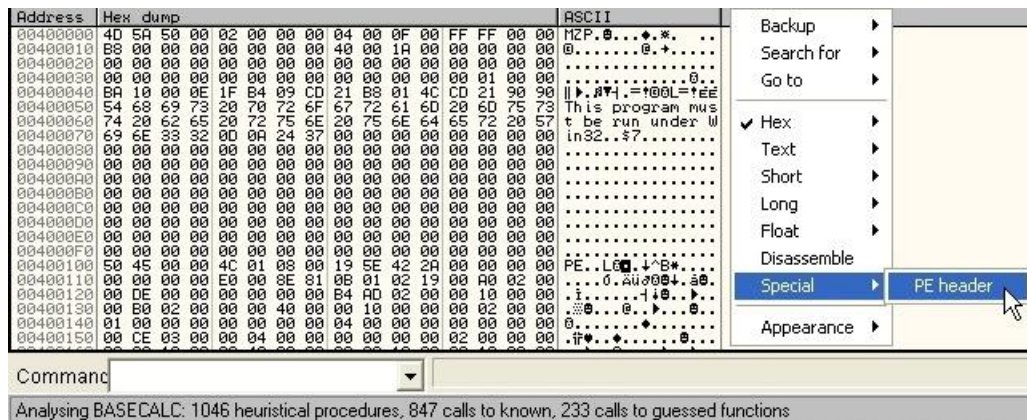 Address Hex dump ASCII
00400000 4D 5A 50 00 02 00 00 00 04 00 0F 00 FF FF 00 00 MZP.
00400010 B8 00 00 00 00 00 00 00 40 00 1A 00 00 00 00 00
00400020 00 00 00 00 00 00 00 00 00 00 00 00 00 00 00 00 ................
00400030 00 00 00 00 00 00 00 00 00 00 00 00 00 01 00 00
00400040 BA 10 00 0E 1F B4 09 CD 21 B8 01 4C CD 21 90 90
00400050 54 68 69 73 20 70 72 6F 67 72 61 6D 20 6D 75 73 This program mus
00400060 74 20 62 65 20 72 75 6E 20 75 6E 64 65 72 20 57 t be run under W
00400070 69 6E 33 32 0D 0A 24 37 00 00 00 00 00 00 00 00 in32..$7........
00400080 00 00 00 00 00 00 00 00 00 00 00 00 00 00 00 00 ................
00400090 00 00 00 00 00 00 00 00 00 00 00 00 00 00 00 00 ................
004000A0 00 00 00 00 00 00 00 00 00 00 00 00 00 00 00 00 ................
004000B0 00 00 00 00 00 00 00 00 00 00 00 00 00 00 00 00 ................
004000C0 00 00 00 00 00 00 00 00 00 00 00 00 00 00 00 00 ................
004000D0 00 00 00 00 00 00 00 00 00 00 00 00 00 00 00 00 ................
004000E0 00 00 00 00 00 00 00 00 00 00 00 00 00 00 00 00 ................
004000F0 00 00 00 00 00 00 00 00 00 00 00 00 00 00 00 00 ................
00400100 50 45 00 00 4C 01 08 00 19 5E 42 2A 00 00 00 00 PE..L
00400110 00 00 00 00 E0 00 8E 81 0B 01 02 19 00 A0 02 00
00400120 00 DE 00 00 00 00 00 00 B4 AD 02 00 00 10 00 00
00400130 00 B0 02 00 00 00 40 00 00 10 00 00 00 02 00 00
00400140 01 00 00 00 00 00 00 00 04 00 00 00 00 00 00 00
00400150 00 CE 03 00 00 04 00 00 00 00 00 00 02 00 00 00
Backup
Search for
Go to
Hex
Text
Short
Long
Float
Disassemble
Special
PE header
Appearance
Command
Analysing BASECALC: 1046 heuristical procedures, 847 calls to known, 233 calls to guessed functions